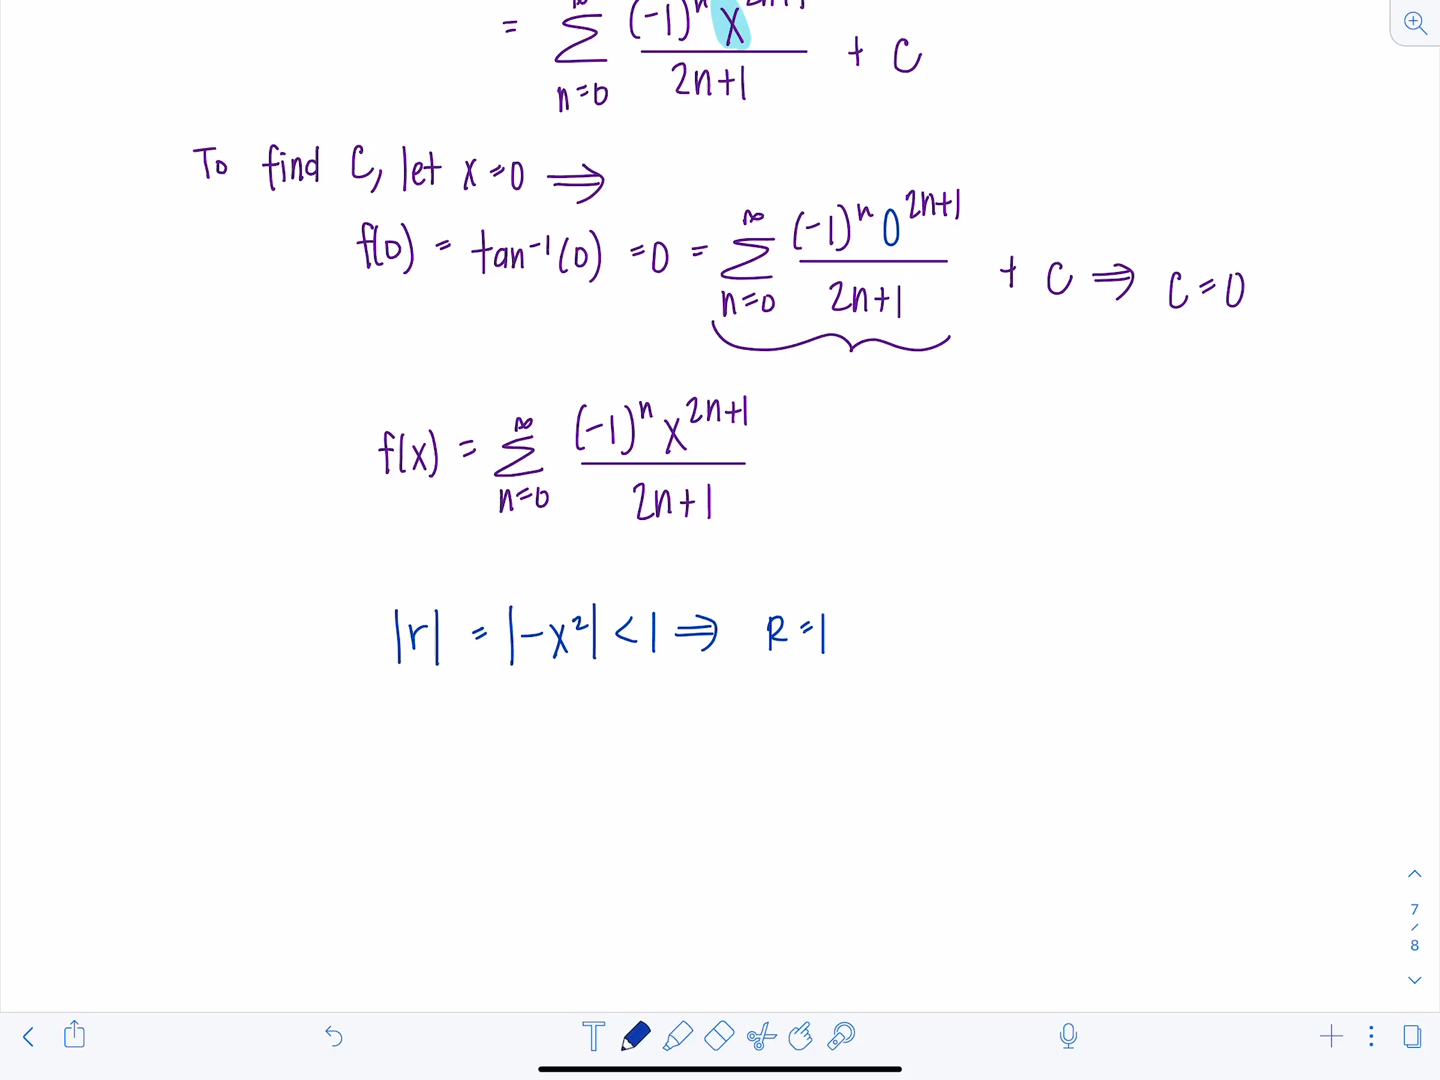 = ∞ Σ n=0 (-1)^n x^(2n+1) / 2n+1 + C
To find C, let x=0 ⟹
f(0) = tan⁻¹(0) = 0 = ∞ Σ n=0 (-1)^n 0^(2n+1) / 2n+1 + C ⟹ C=0
f(x) = ∞ Σ n=0 (-1)^n x^(2n+1) / 2n+1
|r| = |-x²| < 1 ⟹ R=1
7
/
8
T